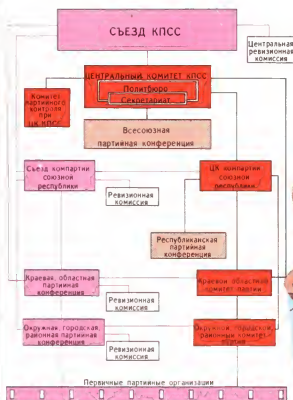 СЪЕЗД КПСС
Центральная
ревизионная
комиссия
ЦЕНТРАЛЬНЫЙ КОМИТЕТ КПСС
Политбюро
Секретариат
Комитет
партийного
контроля
при
ЦК КПСС
Всесоюзная
партийная конференция
Съезд компартии
союзной
республики
ЦК компартии
союзной
республики
Ревизионная
комиссия
Республиканская
партийная
конференция
Краевая, областная
партийная
конференция
Краевой областной
комитет партии
Ревизионная
комиссия
Окружная, городская,
районная партийная
конференция
Окружной, городской,
районный комитет
партии
Ревизионная
комиссия
Первичные партийные организации